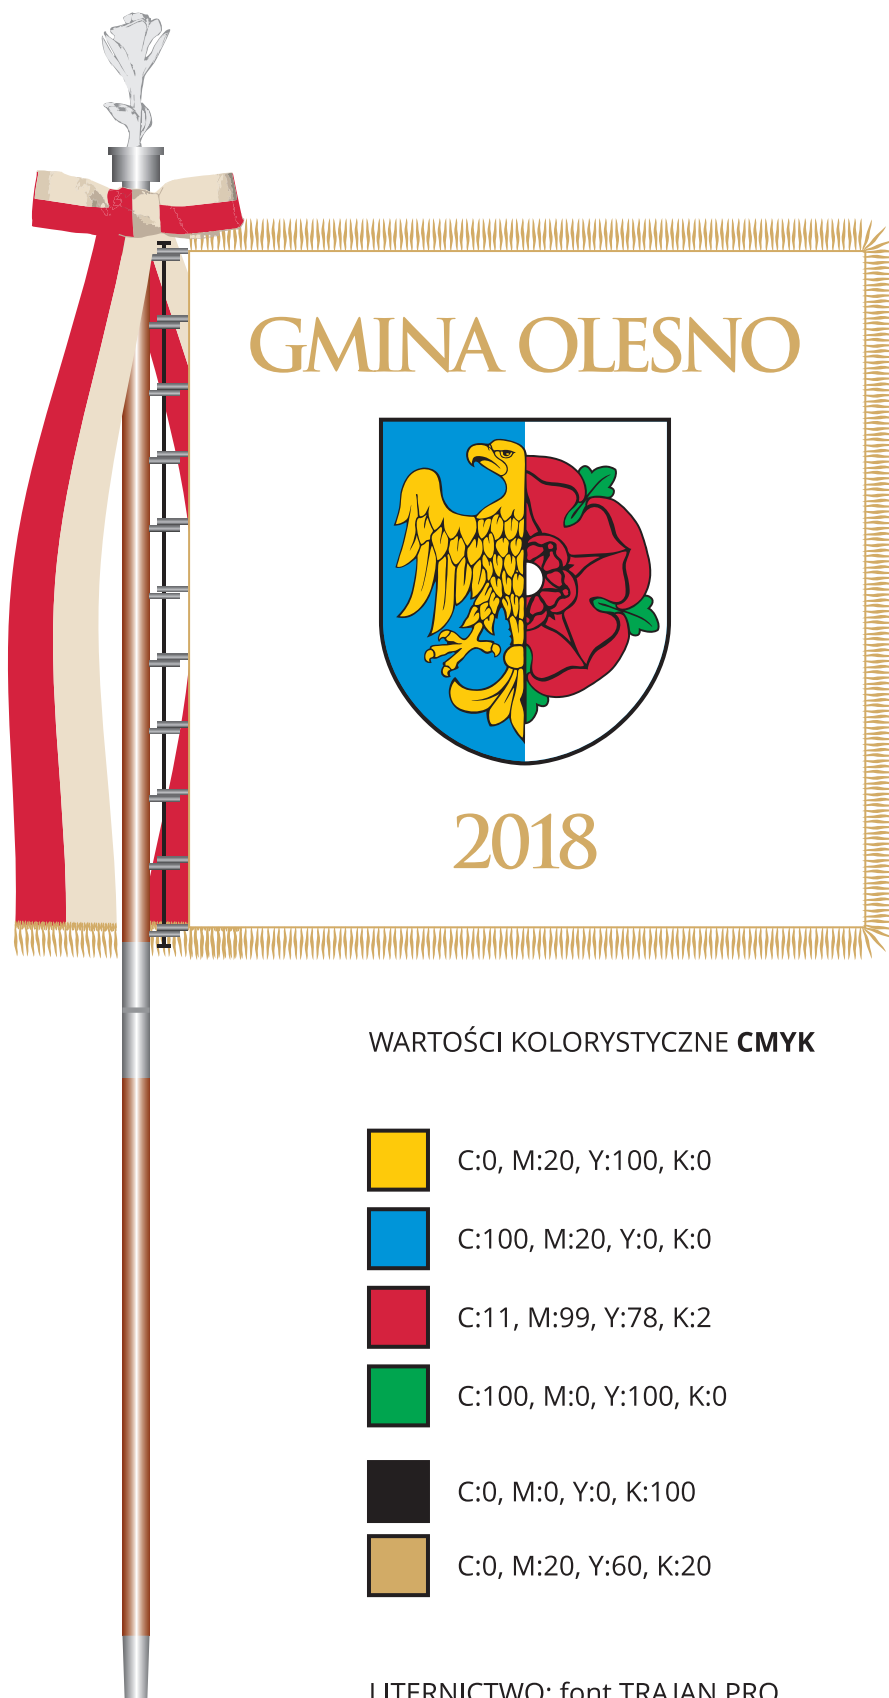 GMINA OLESNO
2018
WARTOŚCI KOLORYSTYCZNE CMYK
C:0, M:20, Y:100, K:0
C:100, M:20, Y:0, K:0
C:11, M:99, Y:78, K:2
C:100, M:0, Y:100, K:0
C:0, M:0, Y:0, K:100
C:0, M:20, Y:60, K:20
LITERNICTWO: font TRAJAN PRO